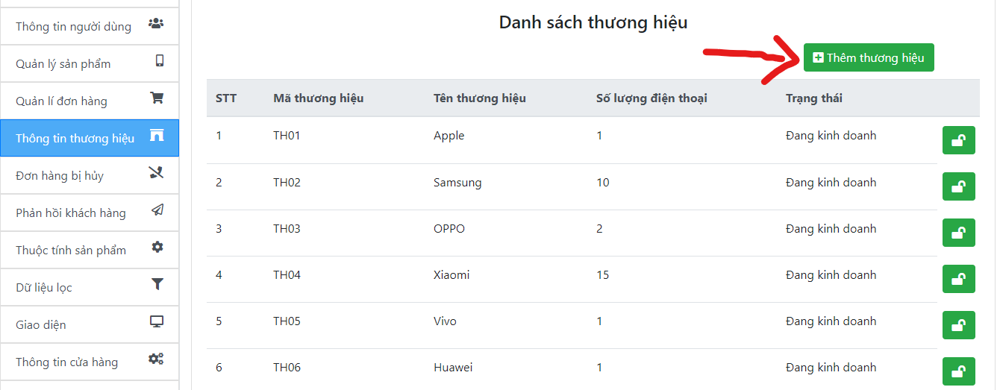 Thông tin người dùng
Quản lý sản phẩm
Quản lí đơn hàng
Thông tin thương hiệu
Đơn hàng bị hủy
Phản hồi khách hàng
Thuộc tính sản phẩm
Dữ liệu lọc
Giao diện
Thông tin cửa hàng
Danh sách thương hiệu
Thêm thương hiệu
STT Mã thương hiệu Tên thương hiệu Số lượng điện thoại Trạng thái
1 TH01 Apple 1 Đang kinh doanh
2 TH02 Samsung 10 Đang kinh doanh
3 TH03 OPPO 2 Đang kinh doanh
4 TH04 Xiaomi 15 Đang kinh doanh
5 TH05 Vivo 1 Đang kinh doanh
6 TH06 Huawei 1 Đang kinh doanh